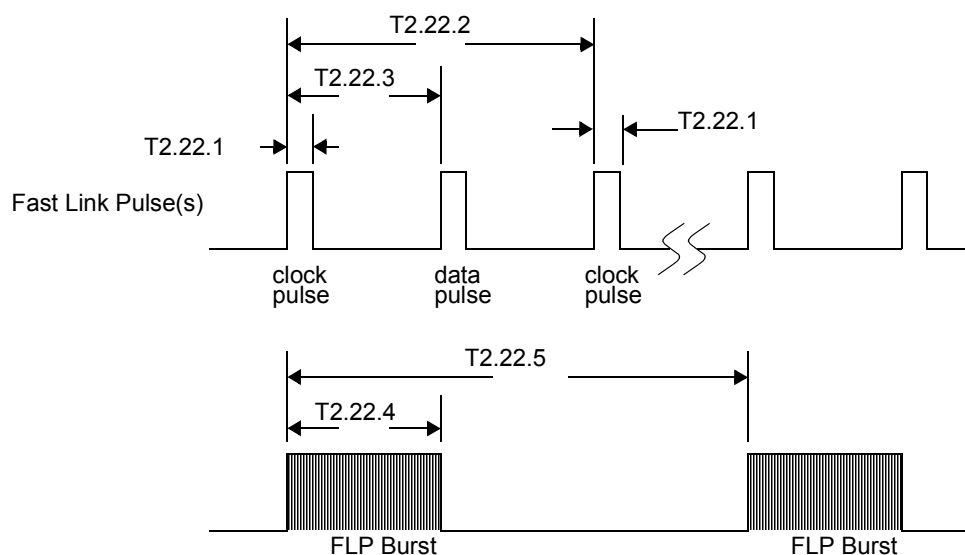 T2.22.2
T2.22.3
T2.22.1
T2.22.1
Fast Link Pulse(s)
clock
pulse
data
pulse
clock
pulse
T2.22.5
T2.22.4
FLP Burst
FLP Burst